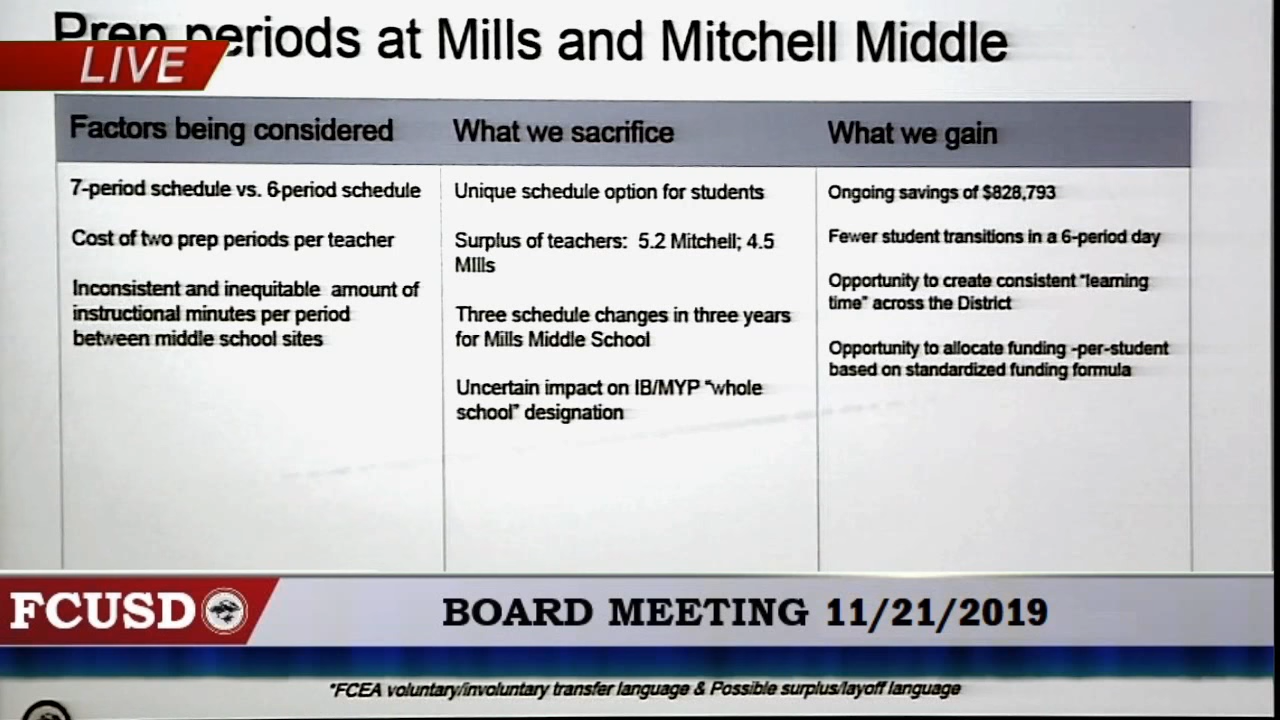 Prep periods at Mills and Mitchell Middle
LIVE
Factors being considered
What we sacrifice
What we gain
7-period schedule vs. 6-period schedule
Cost of two prep periods per teacher
Inconsistent and inequitable amount of
instructional minutes per period
between middle school sites
Unique schedule option for students
Surplus of teachers: 5.2 Mitchell; 4.5
MIlls
Three schedule changes in three years
for Mills Middle School
Uncertain impact on IB/MYP "whole
school" designation
Ongoing savings of $828,793
Fewer student transitions in a 6-period day
Opportunity to create consistent "learning
time" across the District
Opportunity to allocate funding -per-student
based on standardized funding formula
FCUSD
BOARD MEETING 11/21/2019
*FCEA voluntary/involuntary transfer language & Possible surplus/layoff language